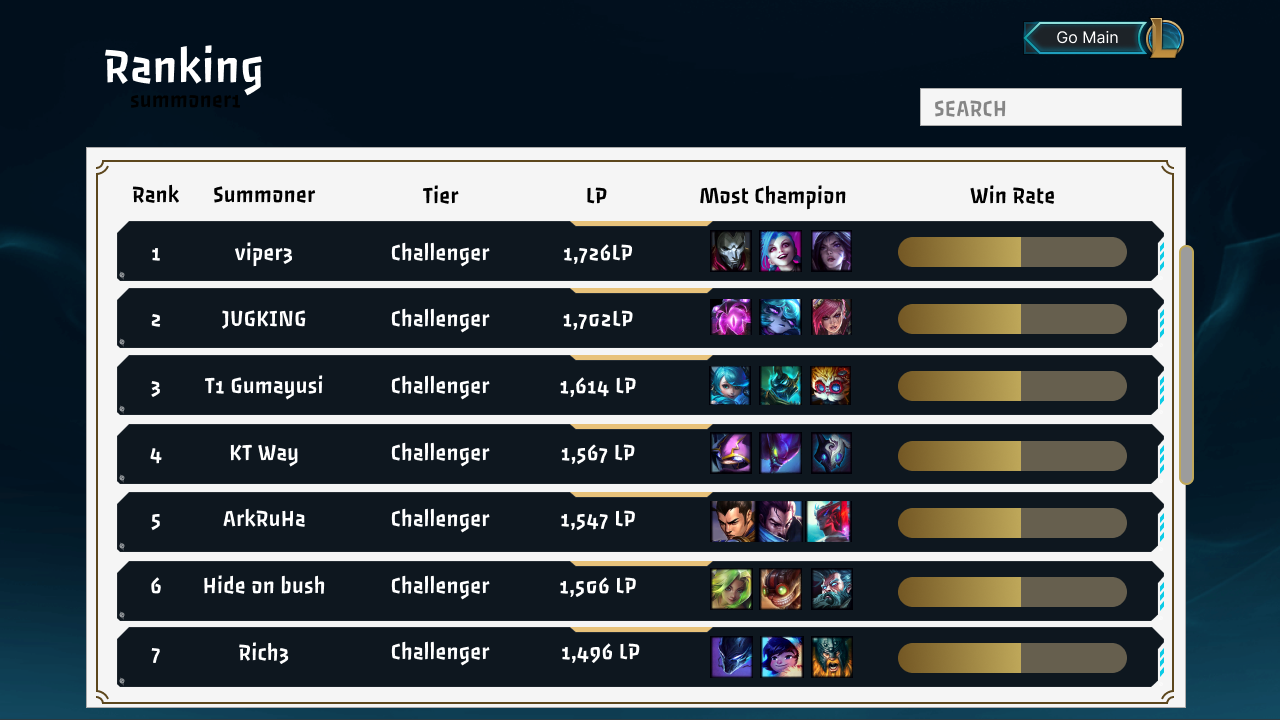 Go Main
Ranking
summoner1
SEARCH
Rank Summoner Tier LP Most Champion Win Rate
1 viper3 Challenger 1,726LP
2 JUGKING Challenger 1,702LP
3 T1 Gumayusi Challenger 1,614 LP
4 KT Way Challenger 1,567 LP
5 ArkRuHa Challenger 1,547 LP
6 Hide on bush Challenger 1,506 LP
7 Rich3 Challenger 1,496 LP